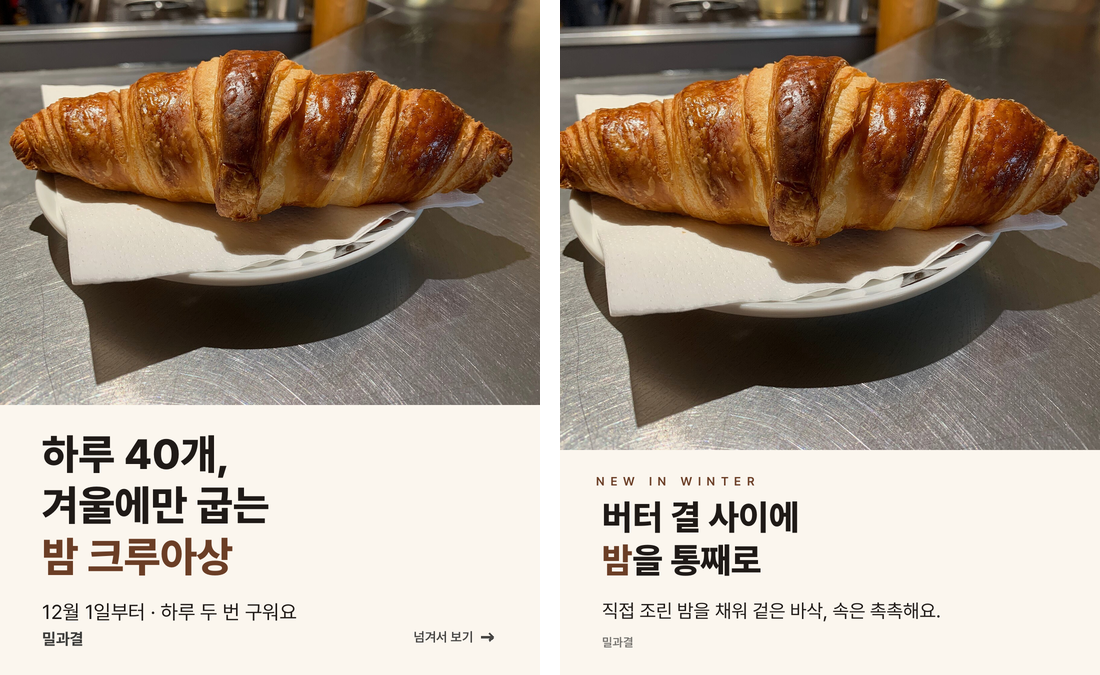 하루 40개,
겨울에만 굽는
밤 크루아상
12월 1일부터 · 하루 두 번 구워요
밀과결
넘겨서 보기 →
NEW IN WINTER
버터 결 사이에
밤을 통째로
직접 조린 밤을 채워 겉은 바삭, 속은 촉촉해요.
밀과결